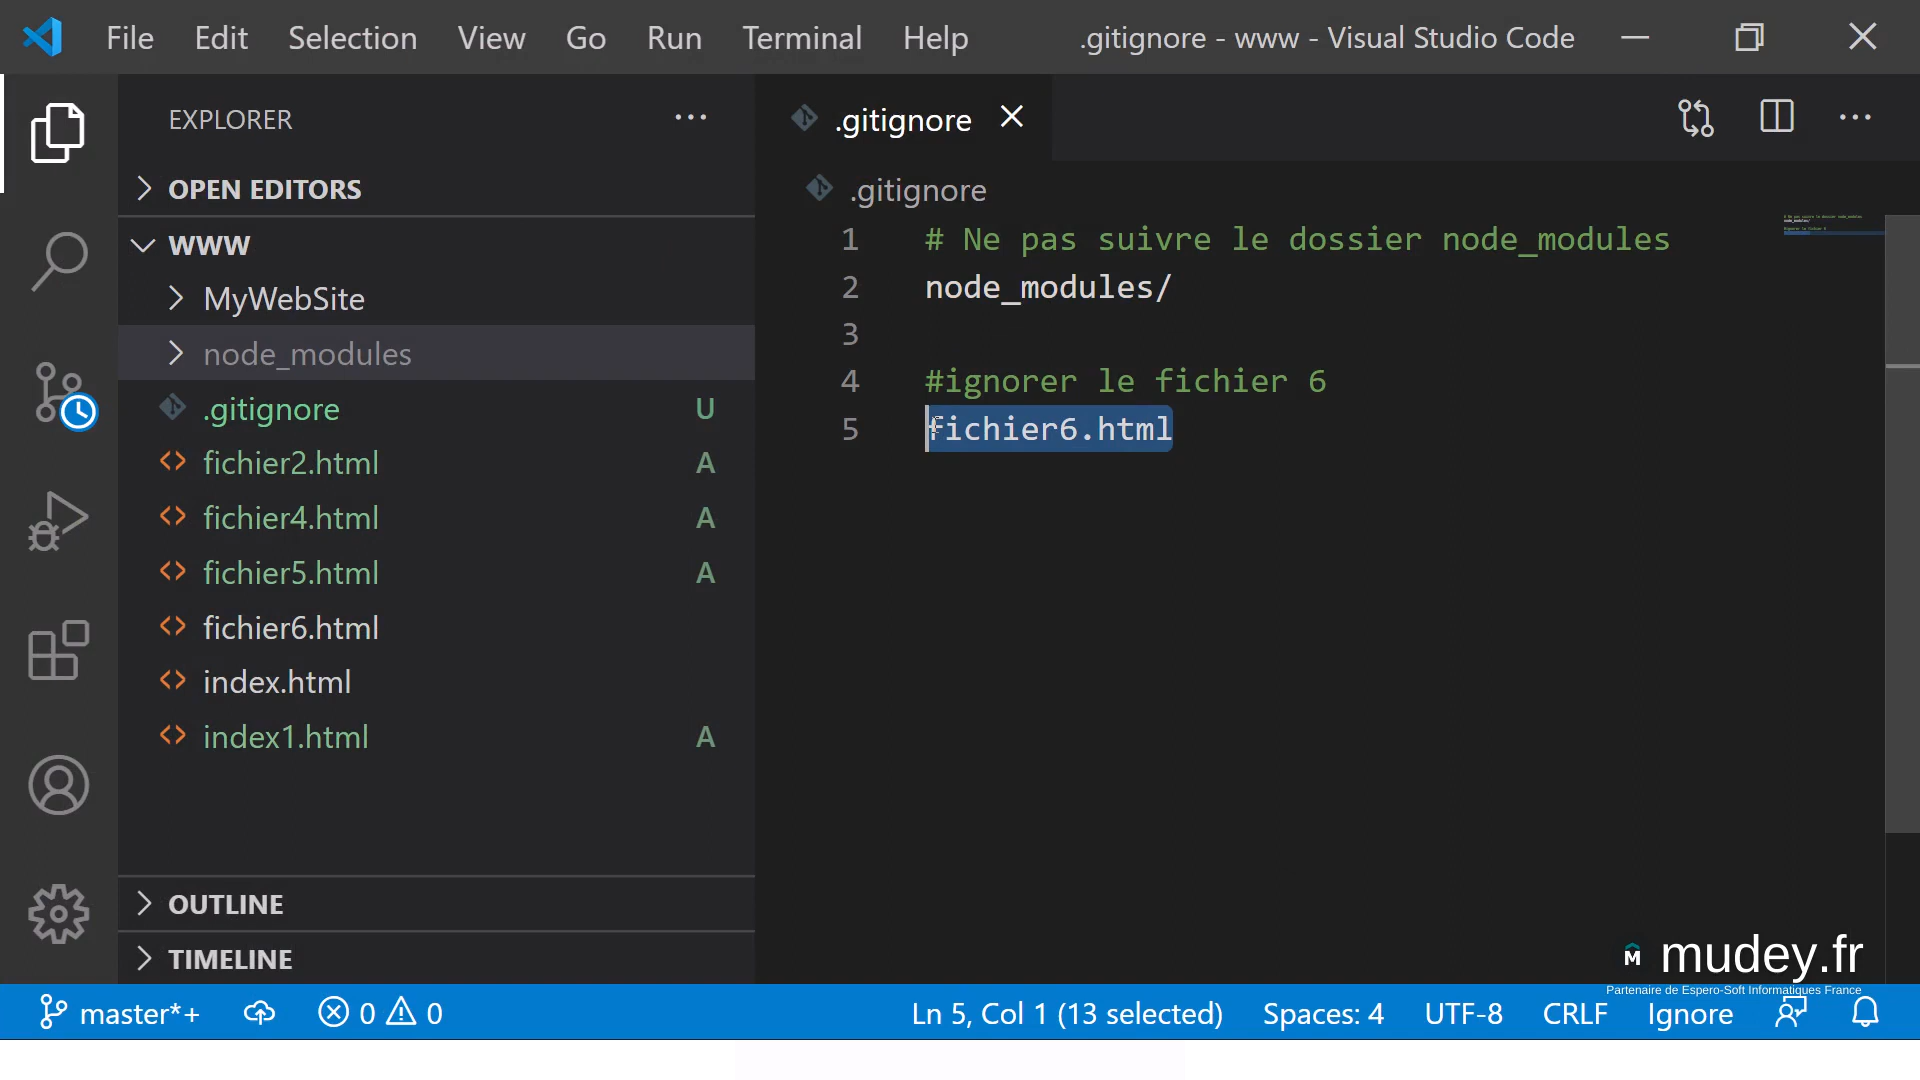 File Edit Selection View Go Run Terminal Help .gitignore - www - Visual Studio Code
EXPLORER
.gitignore
OPEN EDITORS
.gitignore
WWW
MyWebSite
node_modules
.gitignore U
fichier2.html A
fichier4.html A
fichier5.html A
fichier6.html
index.html
index1.html A
OUTLINE
TIMELINE
1 # Ne pas suivre le dossier node_modules
2 node_modules/
3
4 #ignorer le fichier 6
5 fichier6.html
M mudey.fr
Partenaire de Espero-Soft Informatiques France
master*+ 0 0 Ln 5, Col 1 (13 selected) Spaces: 4 UTF-8 CRLF Ignore